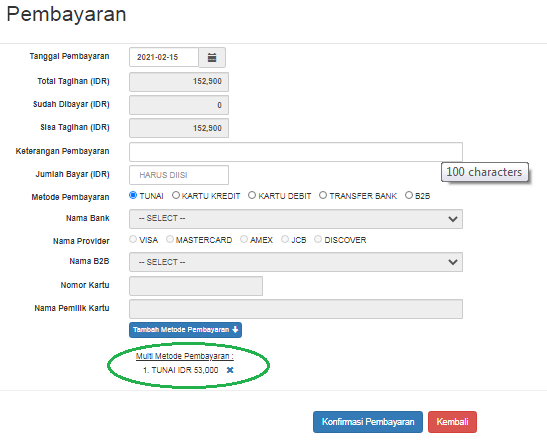 Pembayaran
Tanggal Pembayaran 2021-02-15
Total Tagihan (IDR) 152,900
Sudah Dibayar (IDR) 0
Sisa Tagihan (IDR) 152,900
Keterangan Pembayaran
100 characters
Jumlah Bayar (IDR) HARUS DIISI
Metode Pembayaran TUNAI KARTU KREDIT KARTU DEBIT TRANSFER BANK B2B
Nama Bank -- SELECT --
Nama Provider VISA MASTERCARD AMEX JCB DISCOVER
Nama B2B -- SELECT --
Nomor Kartu
Nama Pemilik Kartu
Tambah Metode Pembayaran
Multi Metode Pembayaran :
1. TUNAI IDR 53,000
Konfirmasi Pembayaran Kembali